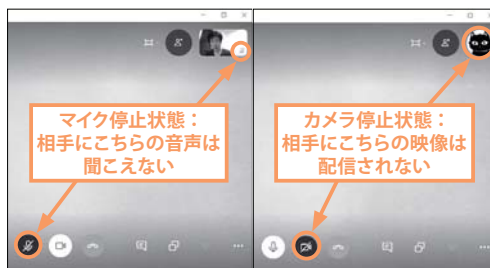 マイク停止状態：
相手にこちらの音声は
聞こえない
カメラ停止状態：
相手にこちらの映像は
配信されない